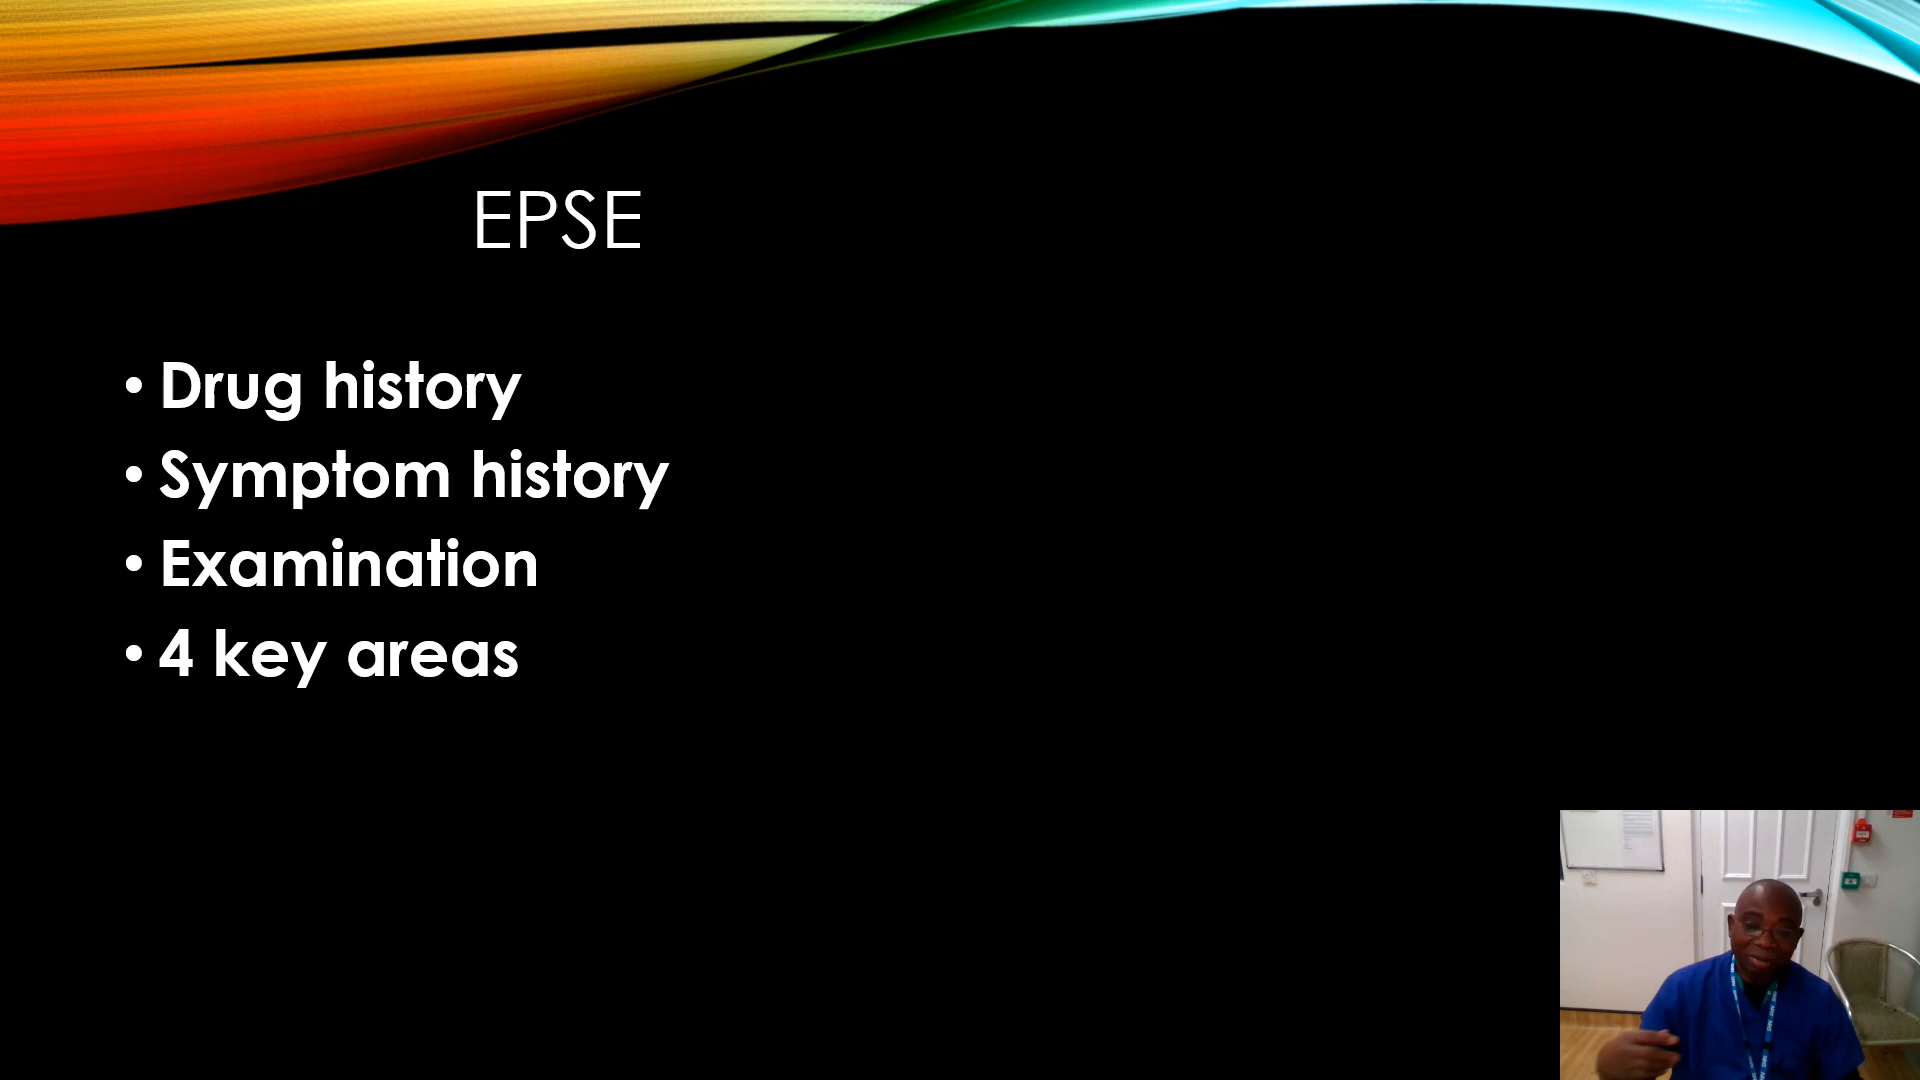 EPSE
• Drug history
• Symptom history
• Examination
• 4 key areas